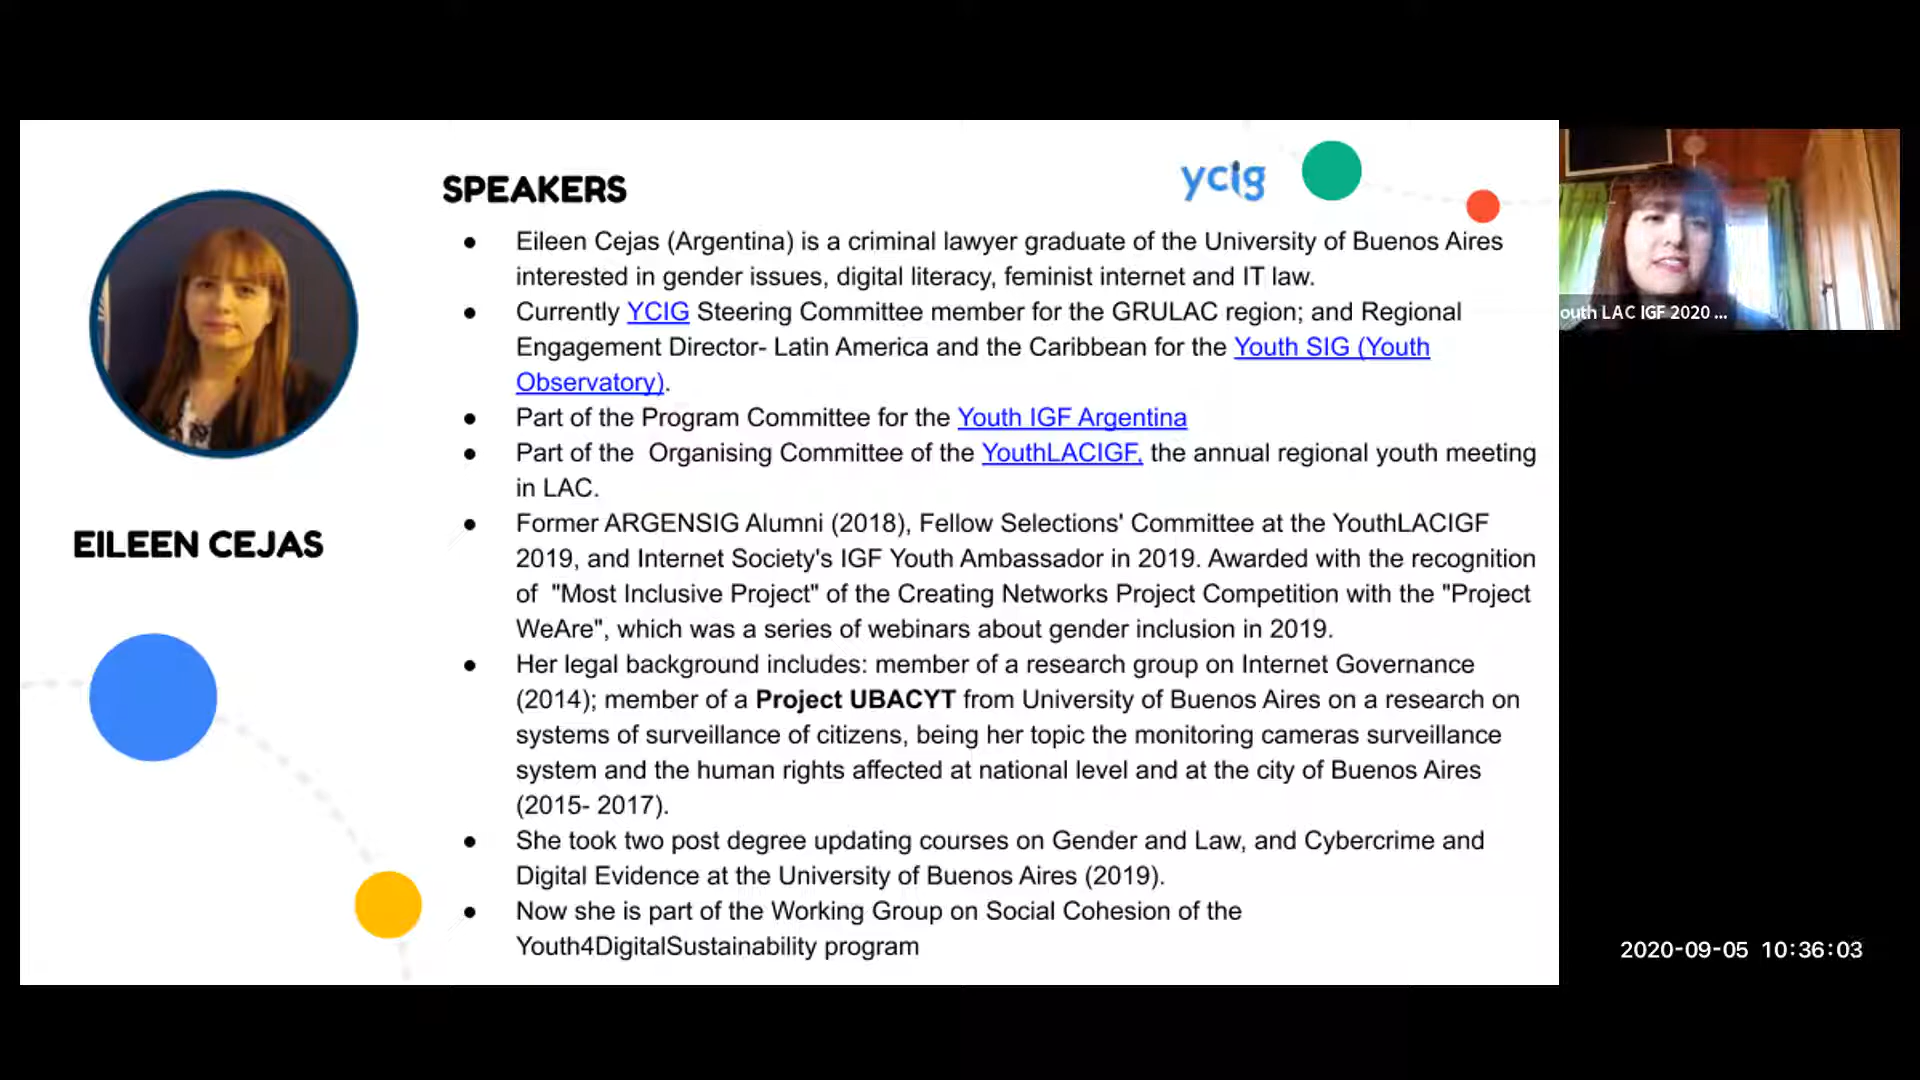 SPEAKERS
ycig
Eileen Cejas (Argentina) is a criminal lawyer graduate of the University of Buenos Aires
interested in gender issues, digital literacy, feminist internet and IT law.
Currently YCIG Steering Committee member for the GRULAC region; and Regional
Engagement Director- Latin America and the Caribbean for the Youth SIG (Youth
Observatory).
Part of the Program Committee for the Youth IGF Argentina
Part of the  Organising Committee of the YouthLACIGF, the annual regional youth meeting
in LAC.
Former ARGENSIG Alumni (2018), Fellow Selections' Committee at the YouthLACIGF
2019, and Internet Society's IGF Youth Ambassador in 2019. Awarded with the recognition
of  "Most Inclusive Project" of the Creating Networks Project Competition with the "Project
WeAre", which was a series of webinars about gender inclusion in 2019.
Her legal background includes: member of a research group on Internet Governance
(2014); member of a Project UBACYT from University of Buenos Aires on a research on
systems of surveillance of citizens, being her topic the monitoring cameras surveillance
system and the human rights affected at national level and at the city of Buenos Aires
(2015- 2017).
She took two post degree updating courses on Gender and Law, and Cybercrime and
Digital Evidence at the University of Buenos Aires (2019).
Now she is part of the Working Group on Social Cohesion of the
Youth4DigitalSustainability program
EILEEN CEJAS
outh LAC IGF 2020 ...
2020-09-05 10:36:03